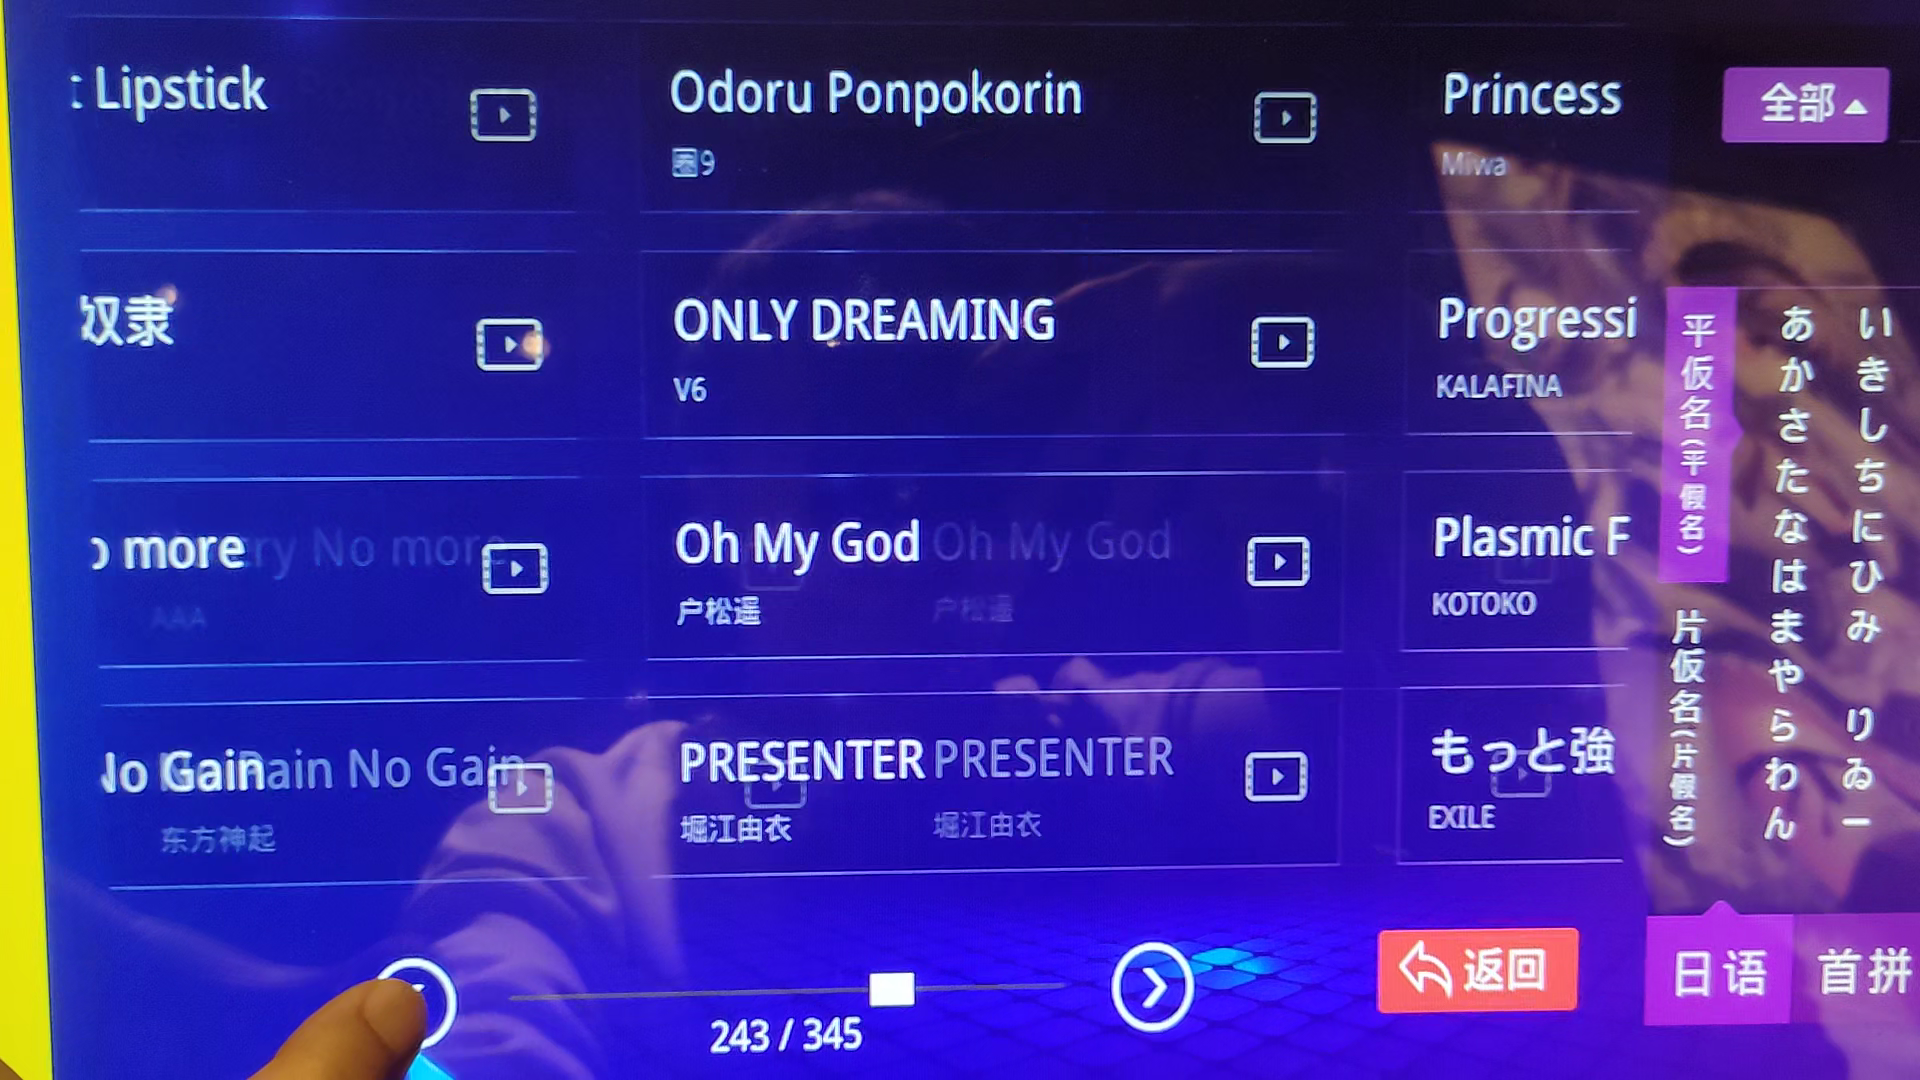 Lipstick
Odoru Ponpokorin
圈9
Princess
Miwa
全部
奴隶
ONLY DREAMING
V6
Progressi
KALAFINA
more
cry No more
AAA
Oh My God
Oh My God
户松遥
户松遥
Plasmic F
KOTOKO
No Gain
ain No Gain
东方神起
PRESENTER
PRESENTER
堀江由衣
堀江由衣
もっと強
EXILE
平仮名(平假名)
片仮名(片假名)
あかさたなはまやらわん
いきしちにひみ りゐー
243 / 345
返回
日语
首拼